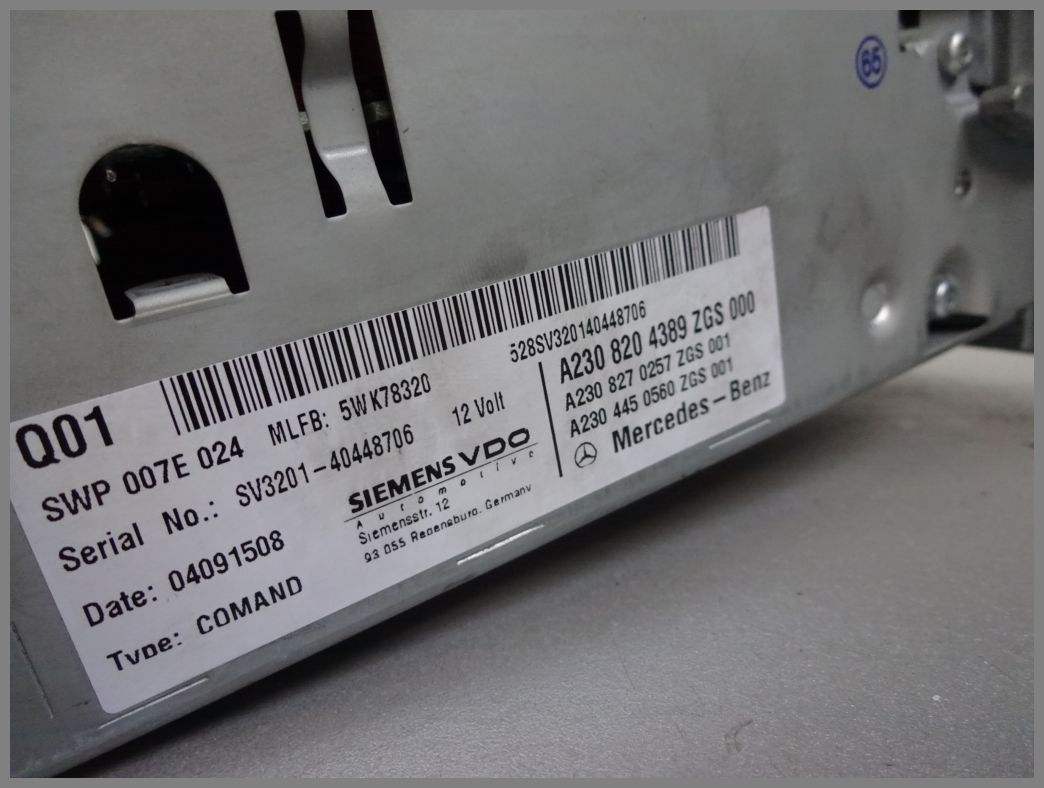 65
528SV320140448706
Q01
SWP 007E 024 MLFB: 5WK78320
Serial No.: SV3201-40448706 12 Volt
Date: 04091508
Type: COMAND
SIEMENS VDO
Automotive
Siemensstr. 12
93 055 Regensburg, Germany
A230 820 4389 ZGS 000
A230 827 0257 ZGS 001
A230 445 0560 ZGS 001
Mercedes-Benz